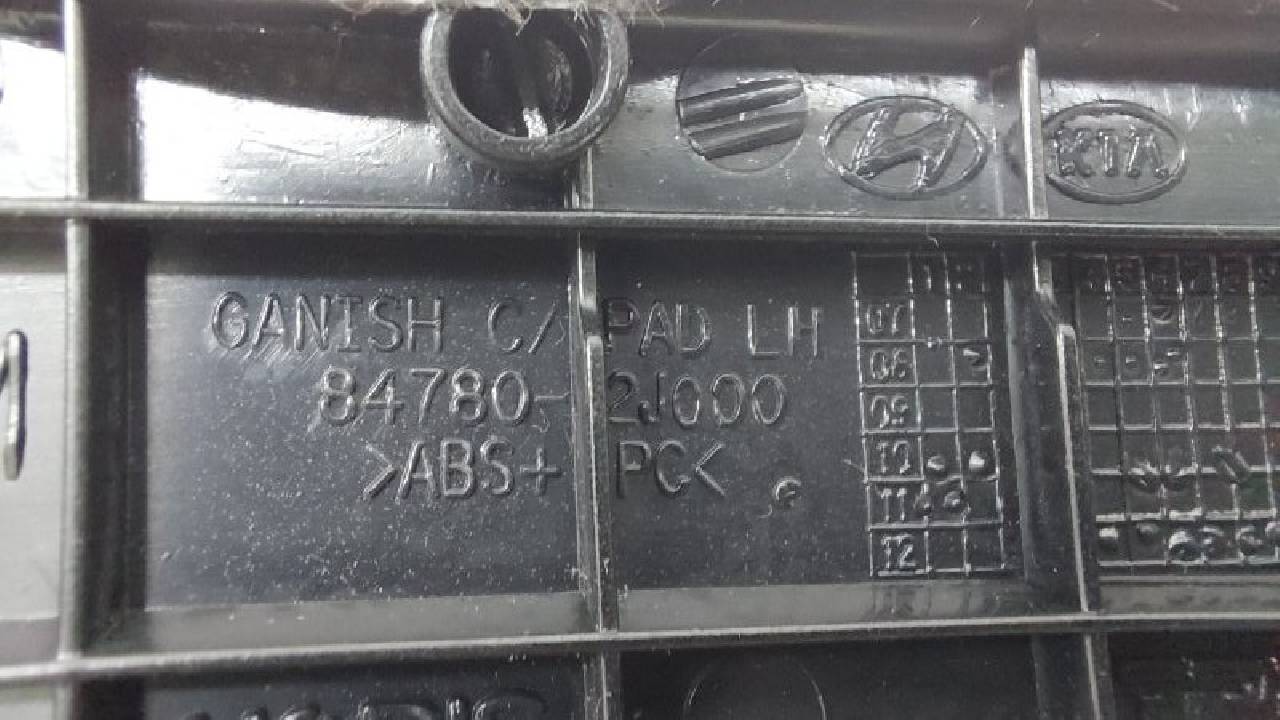 KIA
GANISH C/PAD LH
84780-2J000
>ABS+PC<
07
08
09
10
11
12